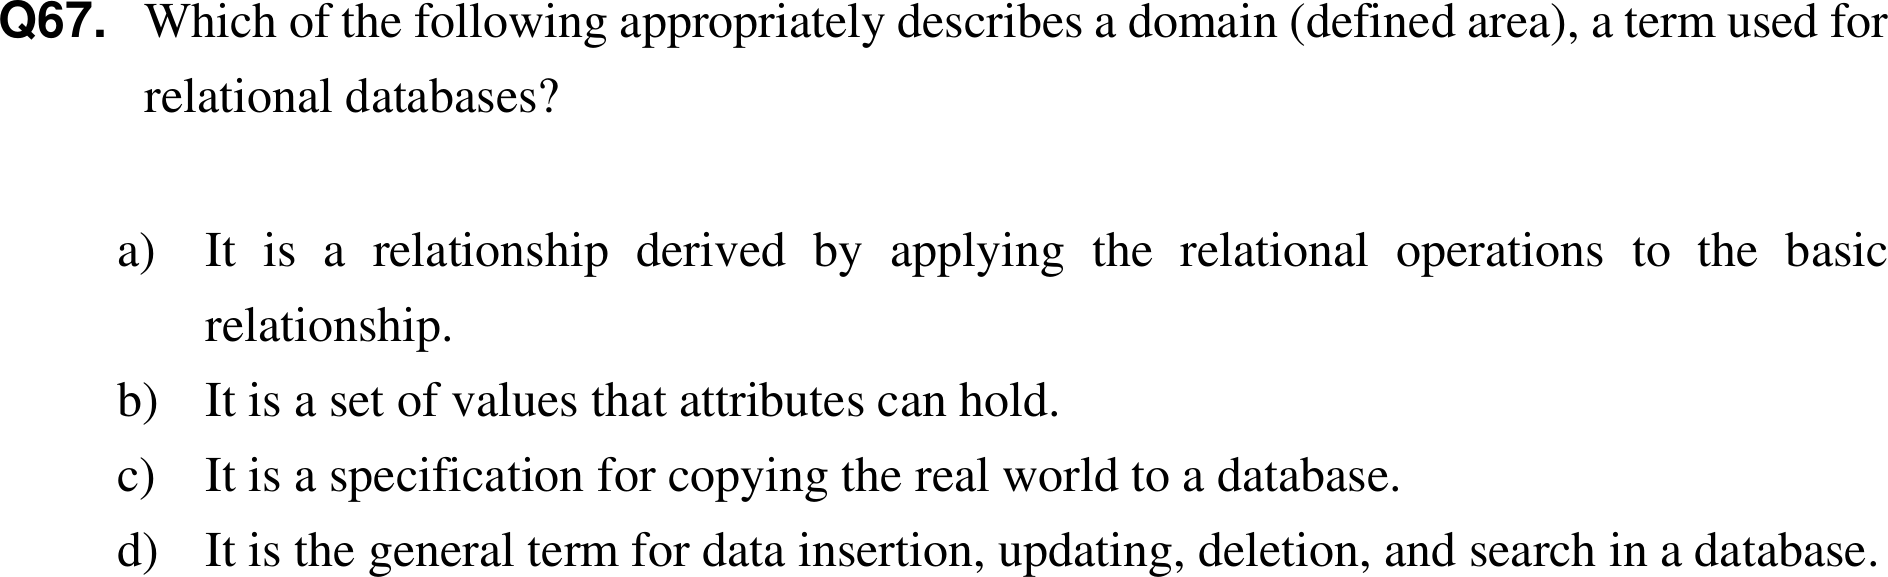 Q67. Which of the following appropriately describes a domain (defined area), a term used for
relational databases?
a) It is a relationship derived by applying the relational operations to the basic
relationship.
b) It is a set of values that attributes can hold.
c) It is a specification for copying the real world to a database.
d) It is the general term for data insertion, updating, deletion, and search in a database.